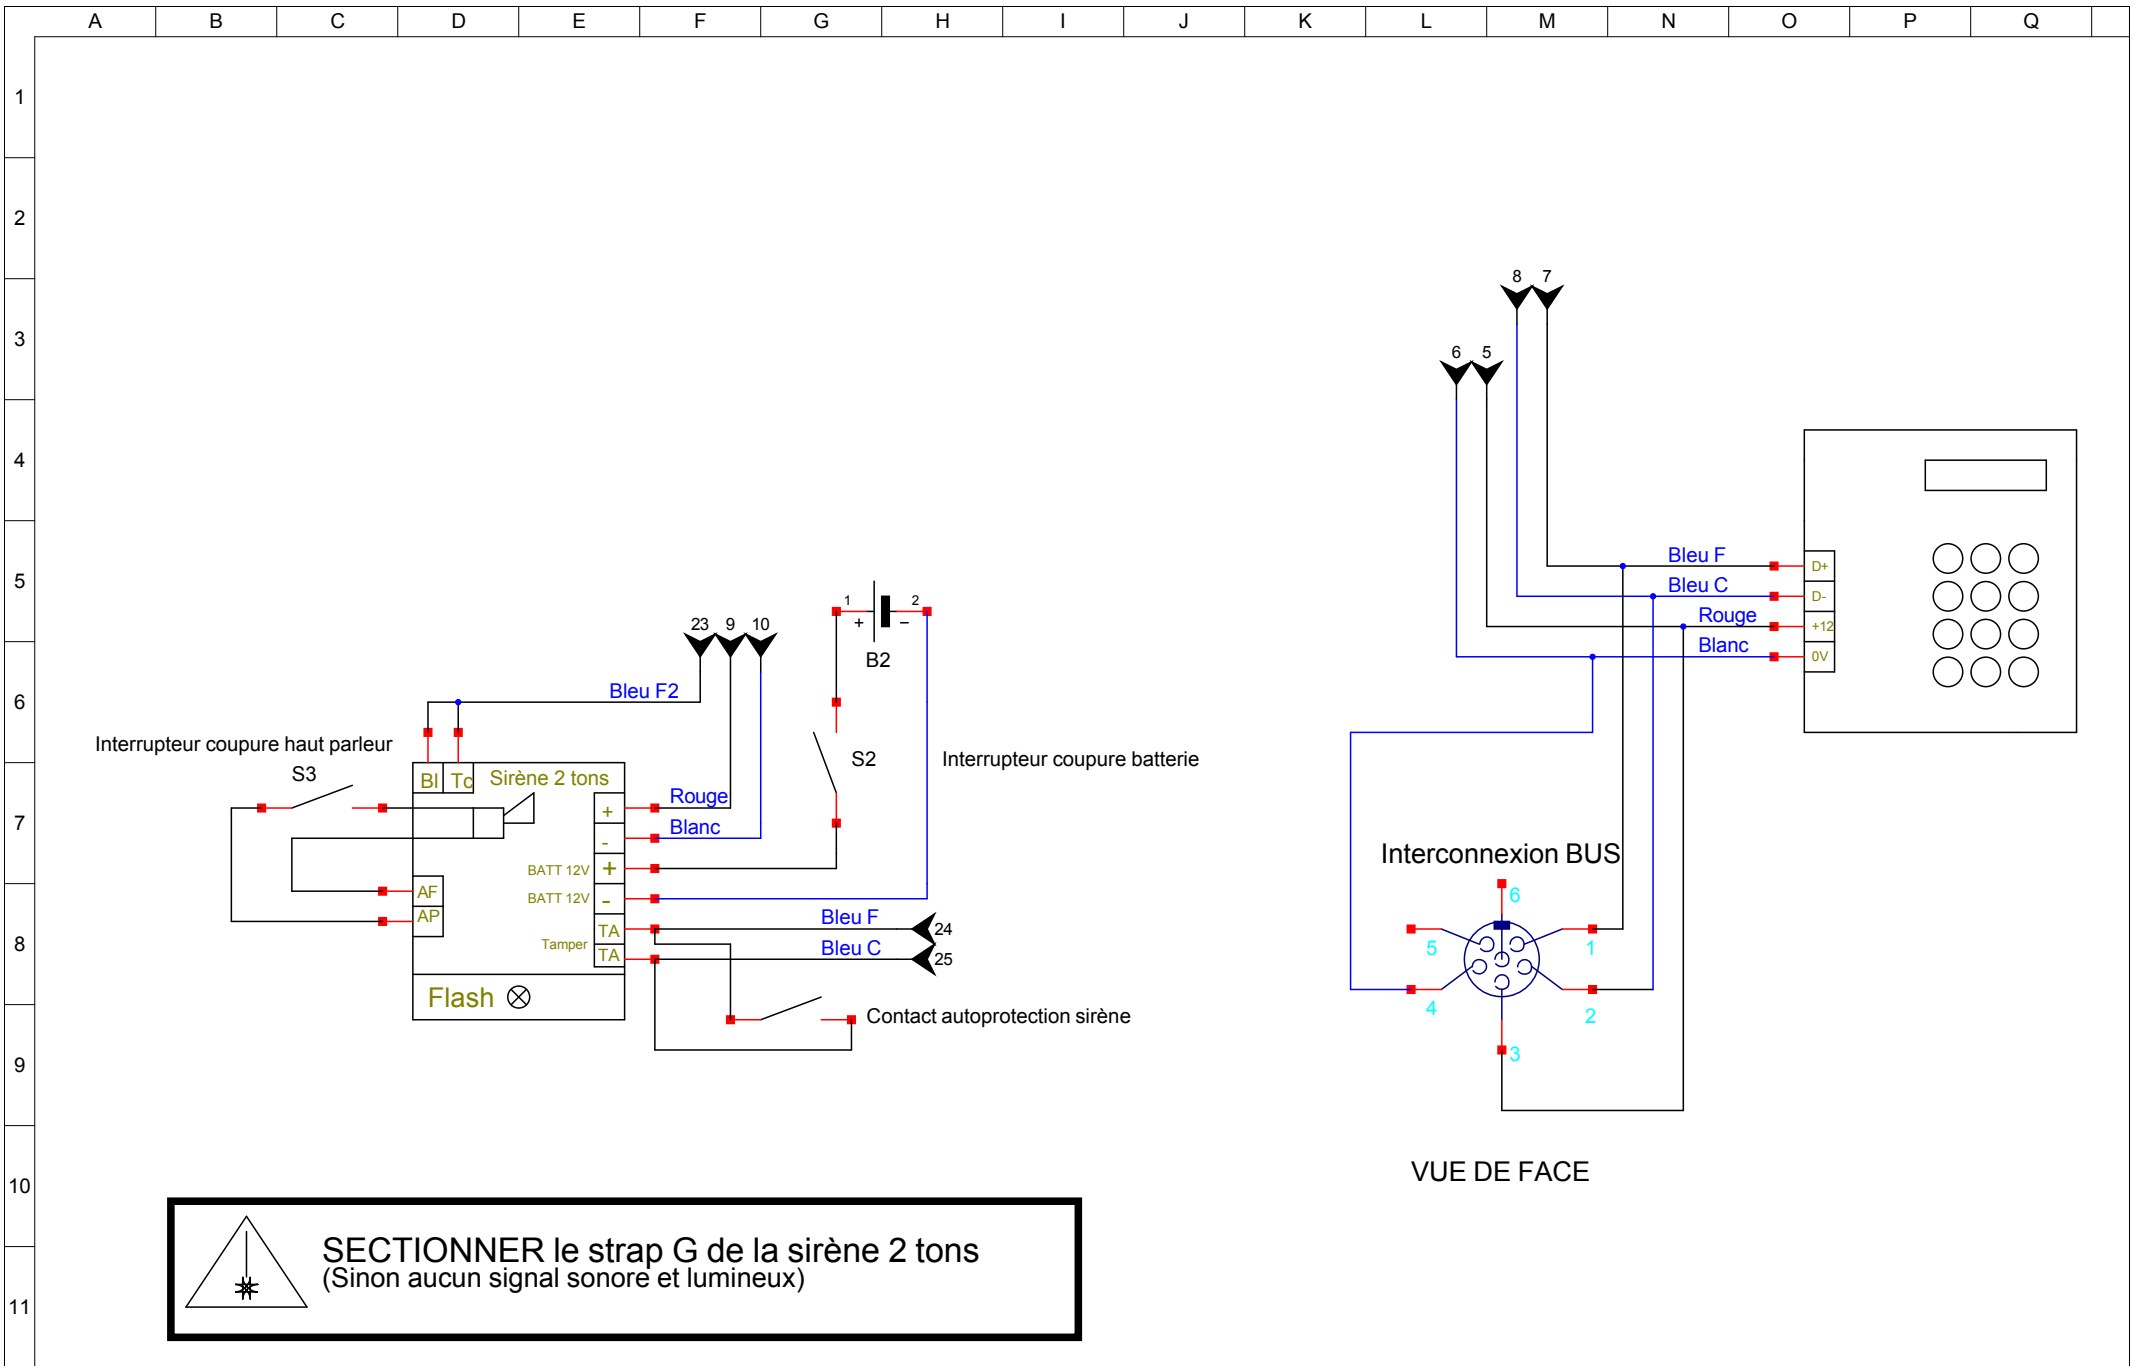 A B C D E F G H I J K L M N O P Q
1
2
3
4
5
6
7
8
9
10
11
8 7
6 5
Bleu F
D+
Bleu C
D-
Rouge
+12
Blanc
0V
1 2
+ −
B2
23 9 10
Bleu F2
Interrupteur coupure haut parleur
S3
S2
Interrupteur coupure batterie
Bl Tc Sirène 2 tons
+
Rouge
-
Blanc
BATT 12V +
BATT 12V -
AF
AP
TA
Bleu F
24
Tamper
TA
Bleu C
25
Flash
Contact autoprotection sirène
Interconnexion BUS
6
5
1
4
2
3
VUE DE FACE
SECTIONNER le strap G de la sirène 2 tons
(Sinon aucun signal sonore et lumineux)